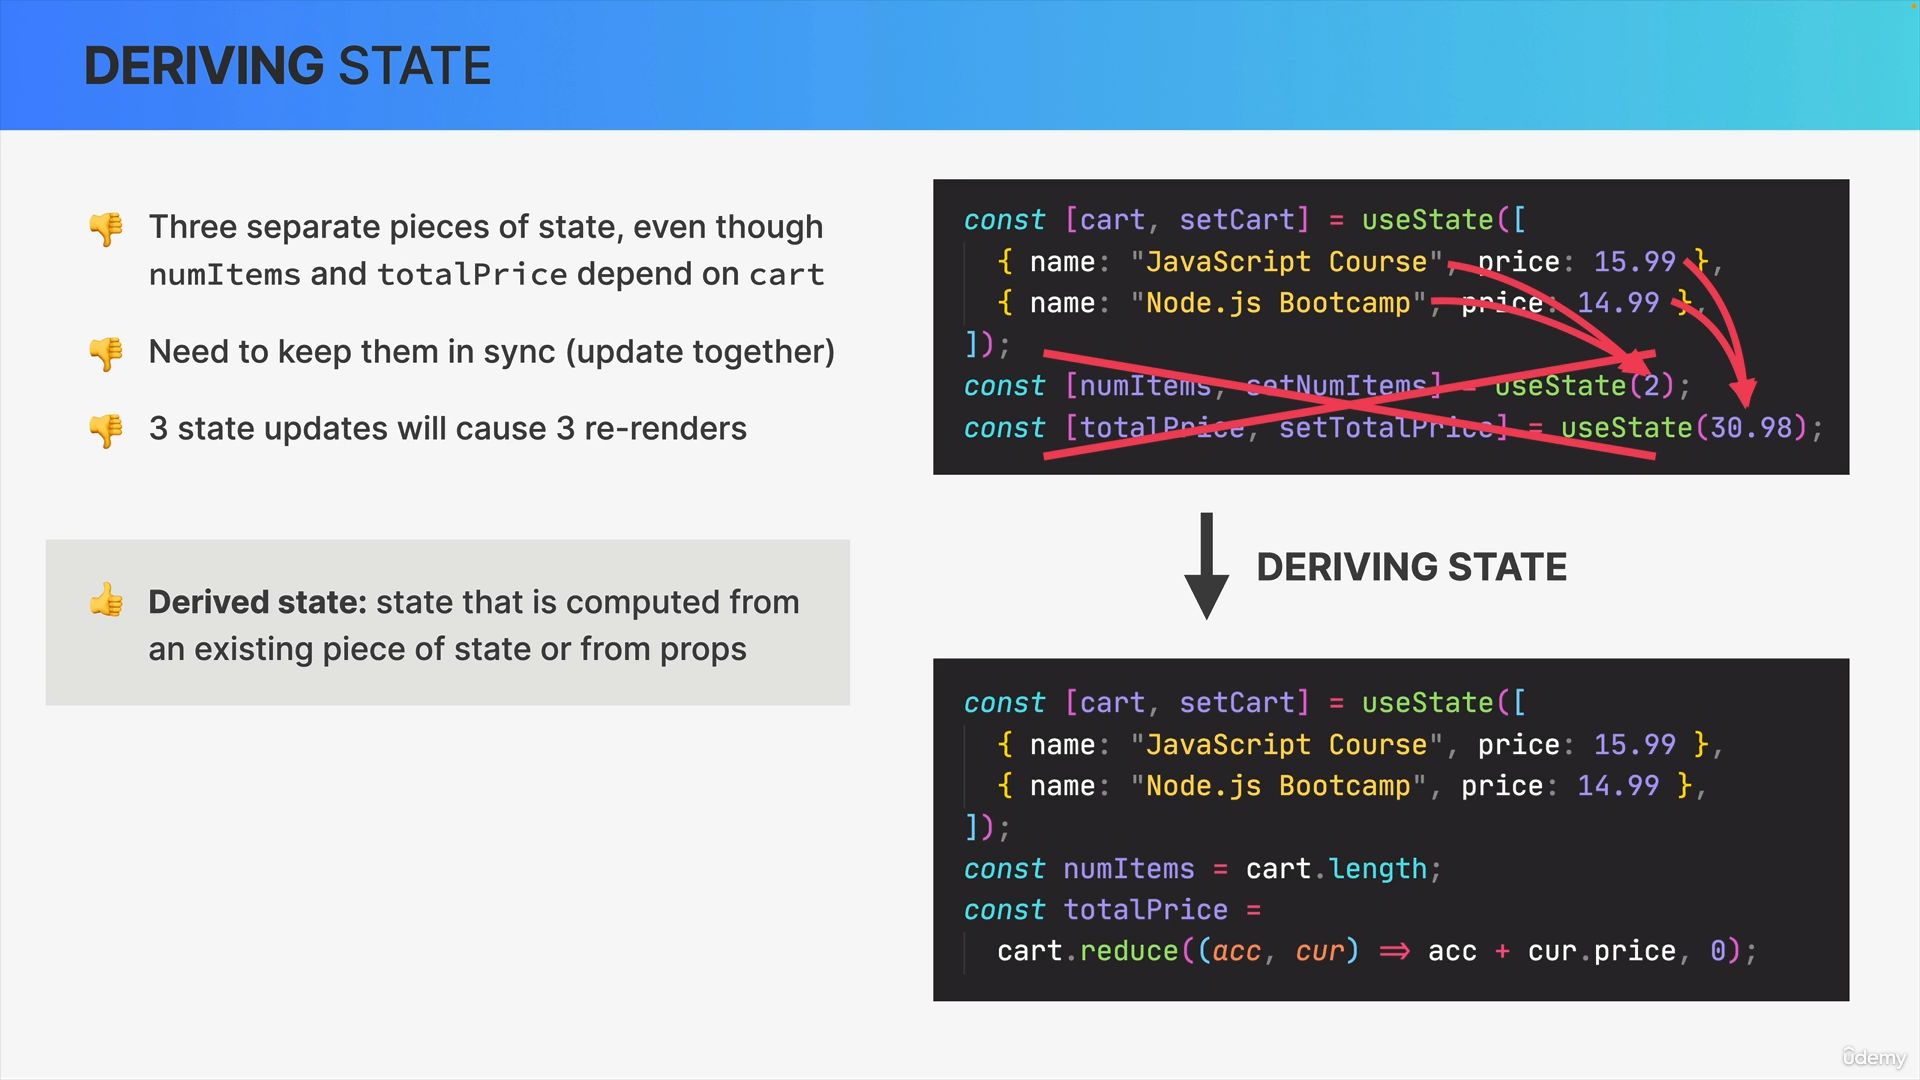 DERIVING STATE
👎 Three separate pieces of state, even though
numItems and totalPrice depend on cart
👎 Need to keep them in sync (update together)
👎 3 state updates will cause 3 re-renders
👍 Derived state: state that is computed from
an existing piece of state or from props
const [cart, setCart] = useState([
  { name: "JavaScript Course", price: 15.99 },
  { name: "Node.js Bootcamp", price: 14.99 },
]);
const [numItems, setNumItems] = useState(2);
const [totalPrice, setTotalPrice] = useState(30.98);
DERIVING STATE
const [cart, setCart] = useState([
  { name: "JavaScript Course", price: 15.99 },
  { name: "Node.js Bootcamp", price: 14.99 },
]);
const numItems = cart.length;
const totalPrice =
  cart.reduce((acc, cur) => acc + cur.price, 0);
ûdemy